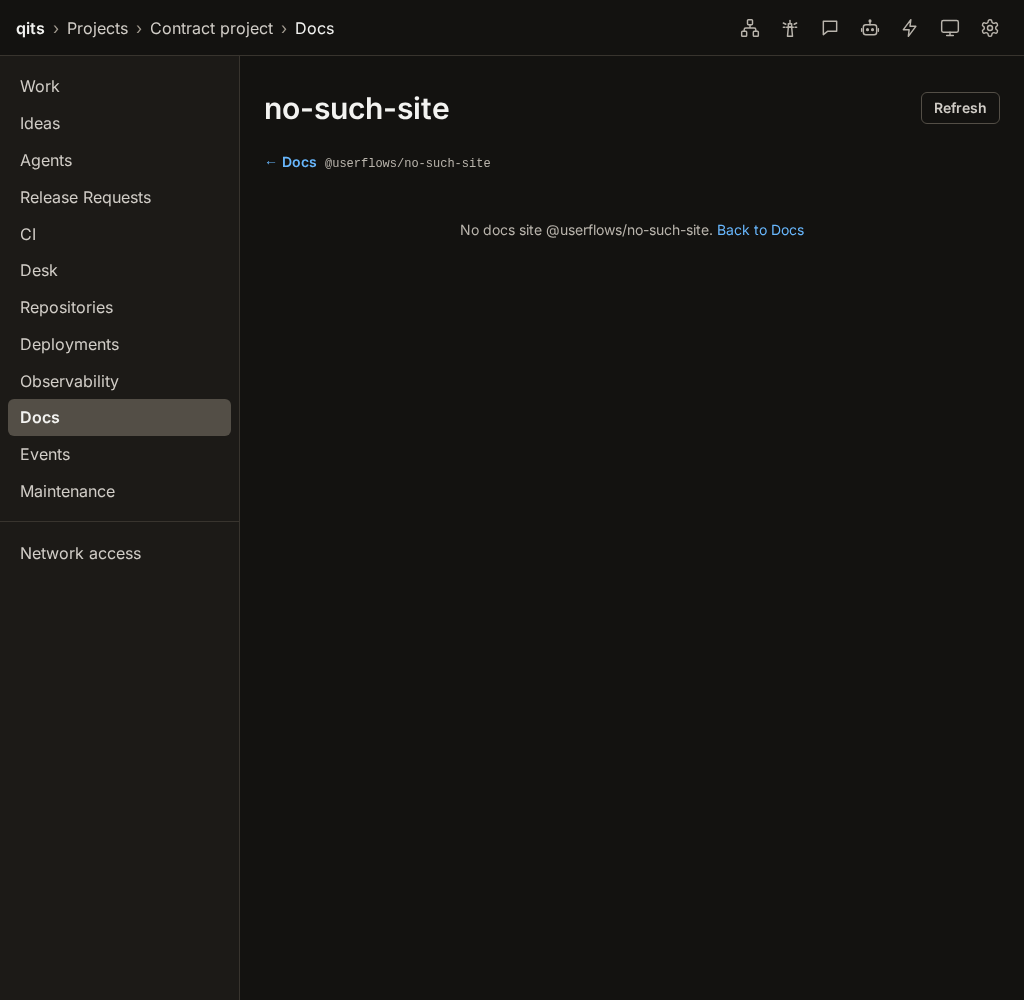 qits › Projects › Contract project › Docs
Work
Ideas
Agents
Release Requests
CI
Desk
Repositories
Deployments
Observability
Docs
Events
Maintenance
Network access
no-such-site
Refresh
← Docs @userflows/no-such-site
No docs site @userflows/no-such-site. Back to Docs